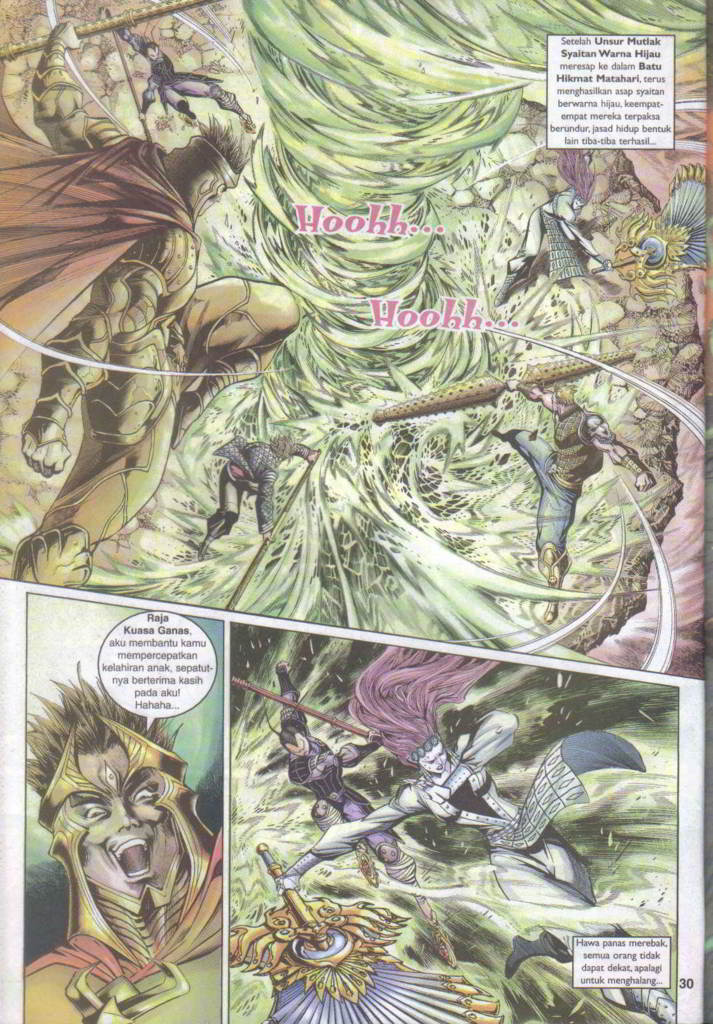 Setelah Unsur Mutlak
Syaitan Warna Hijau
meresap ke dalam Batu
Hikmat Matahari, terus
menghasilkan asap syaitan
berwarna hijau, keempat-
empat mereka terpaksa
berundur, jasad hidup bentuk
lain tiba-tiba terhasil...
Hoohh...
Hoohh...
Raja
Kuasa Ganas,
aku membantu kamu
mempercepatkan
kelahiran anak, sepatut-
nya berterima kasih
pada aku!
Hahaha...
Hawa panas merebak,
semua orang tidak
dapat dekat, apalagi
untuk menghalang...
30